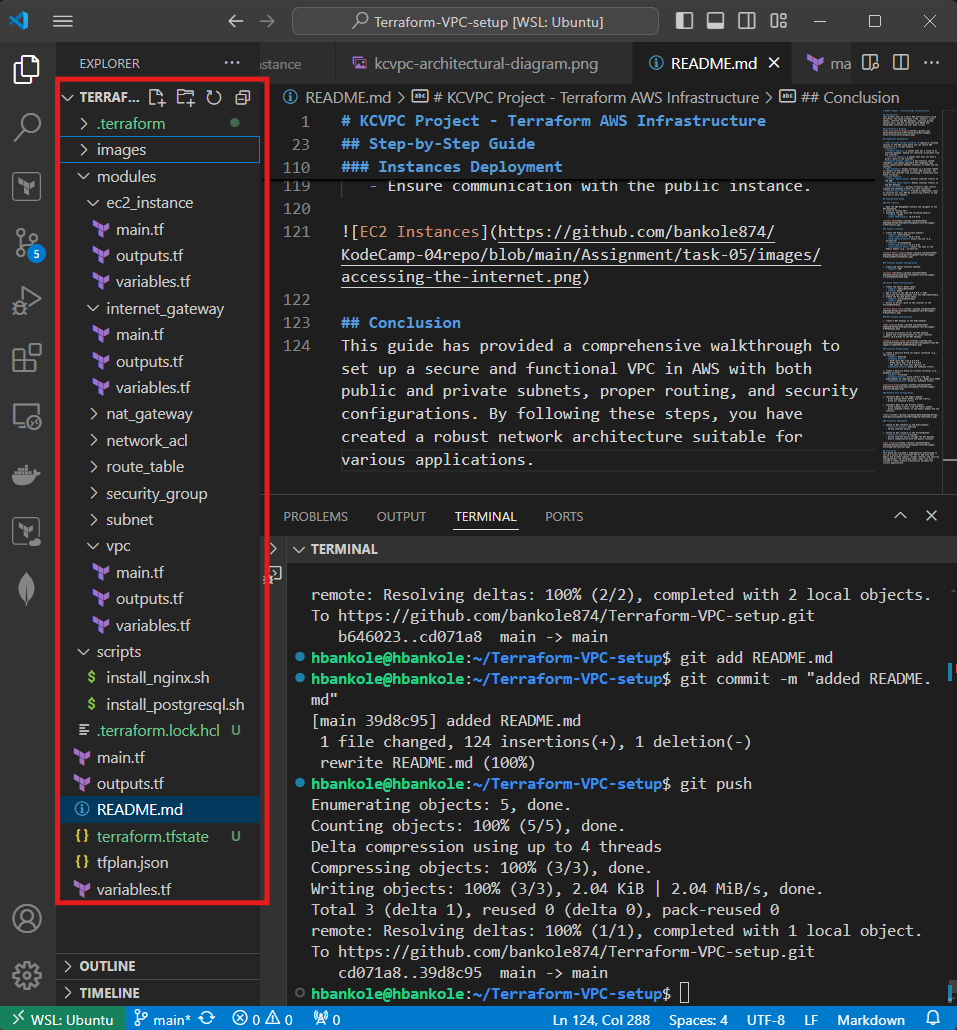 Terraform-VPC-setup [WSL: Ubuntu]
EXPLORER
stance
kcvpc-architectural-diagram.png
README.md
ma
README.md > # KCVPC Project - Terraform AWS Infrastructure > ## Conclusion
TERRAF...
.terraform
images
modules
ec2_instance
main.tf
outputs.tf
variables.tf
internet_gateway
main.tf
outputs.tf
variables.tf
nat_gateway
network_acl
route_table
security_group
subnet
vpc
main.tf
outputs.tf
variables.tf
scripts
$ install_nginx.sh
$ install_postgresql.sh
.terraform.lock.hcl U
main.tf
outputs.tf
README.md
{} terraform.tfstate U
{} tfplan.json
variables.tf
OUTLINE
TIMELINE
5
1 # KCVPC Project - Terraform AWS Infrastructure
23 ## Step-by-Step Guide
110 ### Instances Deployment
119 - Ensure communication with the public instance.
120
121 ![EC2 Instances](https://github.com/bankole874/
KodeCamp-04repo/blob/main/Assignment/task-05/images/
accessing-the-internet.png)
122
123 ## Conclusion
124 This guide has provided a comprehensive walkthrough to
set up a secure and functional VPC in AWS with both
public and private subnets, proper routing, and security
configurations. By following these steps, you have
created a robust network architecture suitable for
various applications.
PROBLEMS OUTPUT TERMINAL PORTS
TERMINAL
remote: Resolving deltas: 100% (2/2), completed with 2 local objects.
To https://github.com/bankole874/Terraform-VPC-setup.git
b646023..cd071a8 main -> main
hbankole@hbankole:~/Terraform-VPC-setup$ git add README.md
hbankole@hbankole:~/Terraform-VPC-setup$ git commit -m "added README.
md"
[main 39d8c95] added README.md
1 file changed, 124 insertions(+), 1 deletion(-)
rewrite README.md (100%)
hbankole@hbankole:~/Terraform-VPC-setup$ git push
Enumerating objects: 5, done.
Counting objects: 100% (5/5), done.
Delta compression using up to 4 threads
Compressing objects: 100% (3/3), done.
Writing objects: 100% (3/3), 2.04 KiB | 2.04 MiB/s, done.
Total 3 (delta 1), reused 0 (delta 0), pack-reused 0
remote: Resolving deltas: 100% (1/1), completed with 1 local object.
To https://github.com/bankole874/Terraform-VPC-setup.git
cd071a8..39d8c95 main -> main
hbankole@hbankole:~/Terraform-VPC-setup$
WSL: Ubuntu main* 0 0 0 Ln 124, Col 288 Spaces: 4 UTF-8 LF Markdown